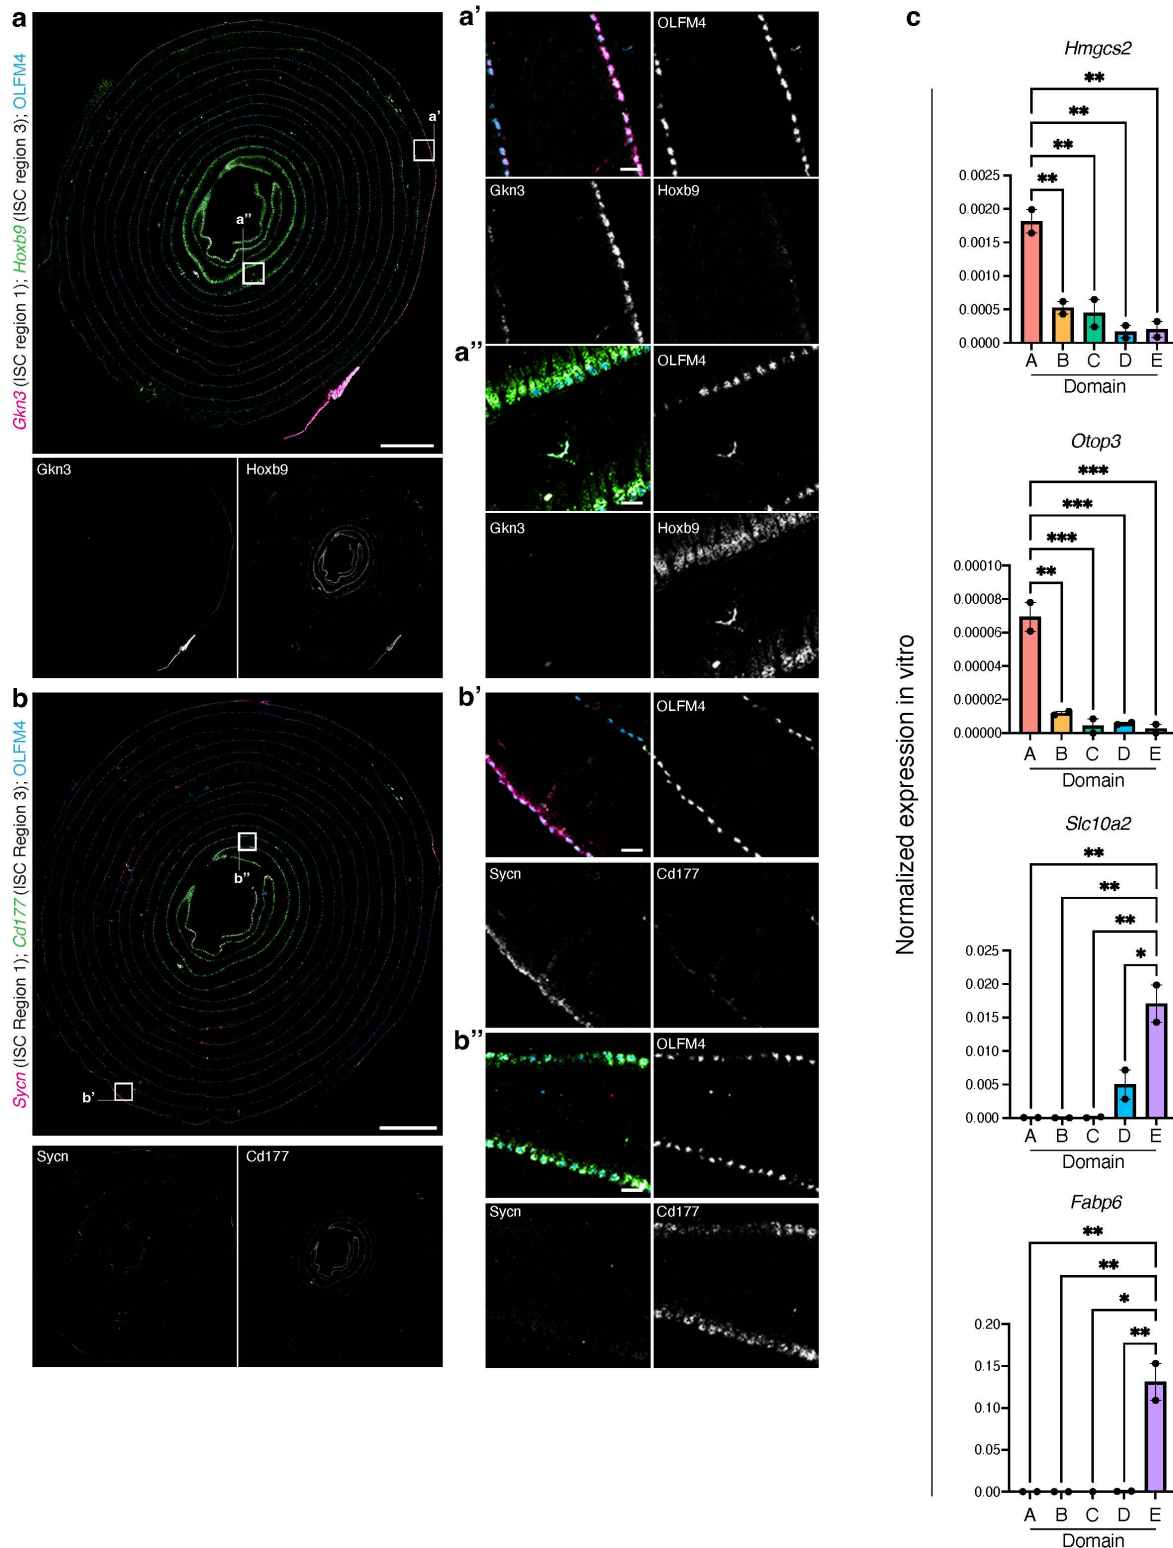 a
Gkn3 (ISC region 1); Hoxb9 (ISC region 3); OLFM4
a'
a''
Gkn3
Hoxb9
a'
OLFM4
Gkn3
Hoxb9
a''
OLFM4
Gkn3
Hoxb9
b
Sycn (ISC Region 1); Cd177 (ISC Region 3); OLFM4
b''
b'
Sycn
Cd177
b'
OLFM4
Sycn
Cd177
b''
OLFM4
Sycn
Cd177
c
Normalized expression in vitro
Hmgcs2
**
**
**
**
0.0025
0.0020
0.0015
0.0010
0.0005
0.0000
A B C D E
Domain
Otop3
***
***
***
**
0.00010
0.00008
0.00006
0.00004
0.00002
0.00000
A B C D E
Domain
Slc10a2
**
**
**
*
0.025
0.020
0.015
0.010
0.005
0.000
A B C D E
Domain
Fabp6
**
**
*
**
0.20
0.15
0.10
0.05
0.00
A B C D E
Domain